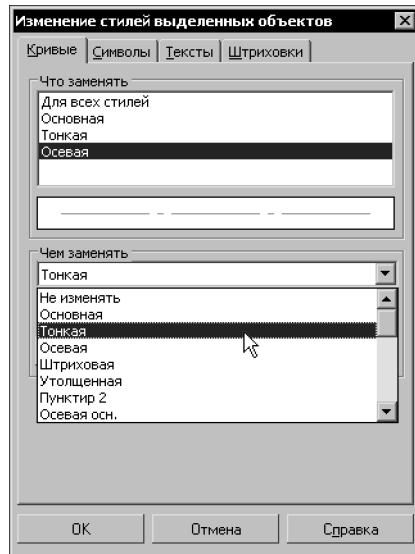 Изменение стилей выделенных объектов
Кривые Символы Тексты Штриховки
Что заменять
Для всех стилей
Основная
Тонкая
Осевая
Чем заменять
Тонкая
Не изменять
Основная
Тонкая
Осевая
Штриховая
Утолщенная
Пунктир 2
Осевая осн.
OK Отмена Справка